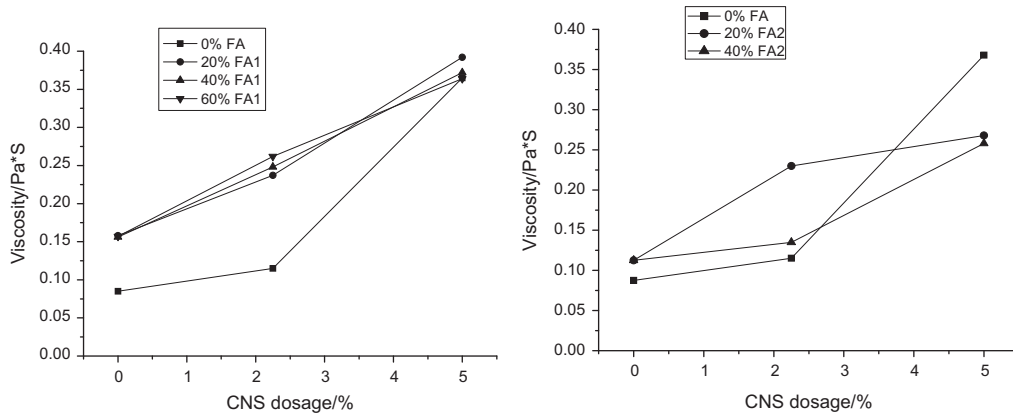 0% FA
20% FA1
40% FA1
60% FA1
0.40
0.35
0.30
0.25
0.20
0.15
0.10
0.05
0.00
Viscosity/Pa*S
0 1 2 3 4 5
CNS dosage/%
0% FA
20% FA2
40% FA2
0.40
0.35
0.30
0.25
0.20
0.15
0.10
0.05
0.00
Viscosity/Pa*S
0 1 2 3 4 5
CNS dosage/%